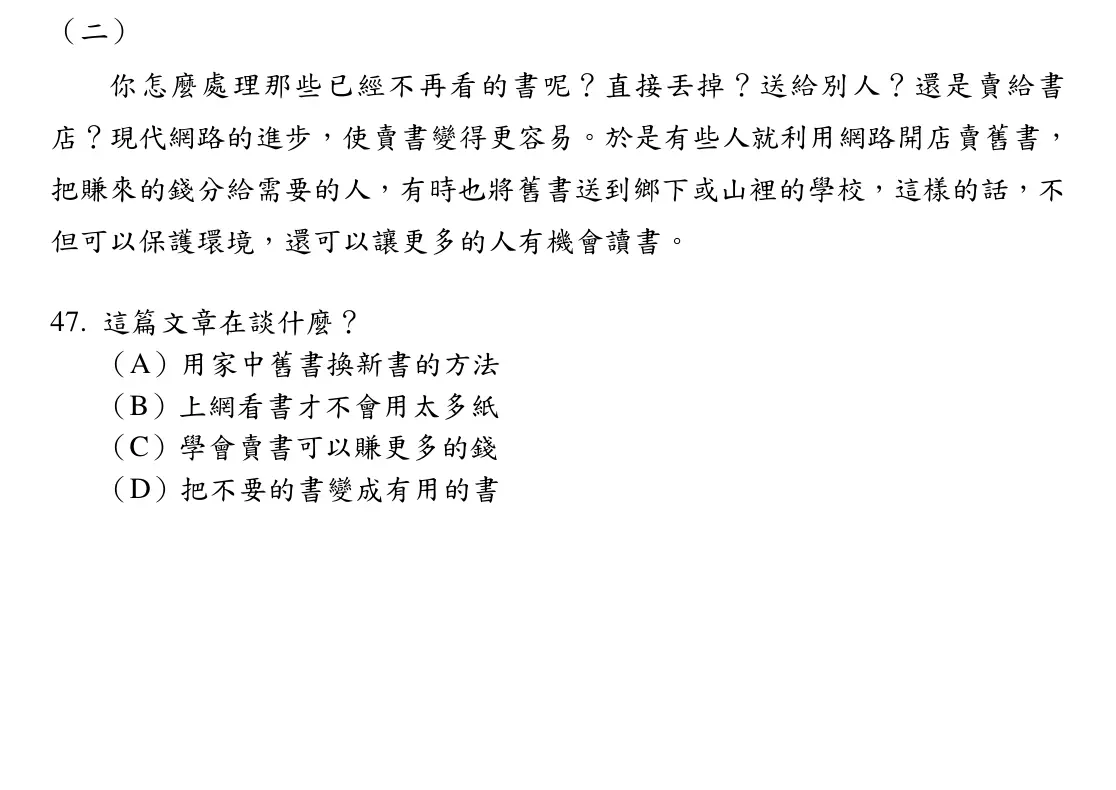 （二）
你怎麼處理那些已經不再看的書呢？直接丟掉？送給別人？還是賣給書
店？現代網路的進步，使賣書變得更容易。於是有些人就利用網路開店賣舊書，
把賺來的錢分給需要的人，有時也將舊書送到鄉下或山裡的學校，這樣的話，不
但可以保護環境，還可以讓更多的人有機會讀書。
47. 這篇文章在談什麼？
（A）用家中舊書換新書的方法
（B）上網看書才不會用太多紙
（C）學會賣書可以賺更多的錢
（D）把不要的書變成有用的書